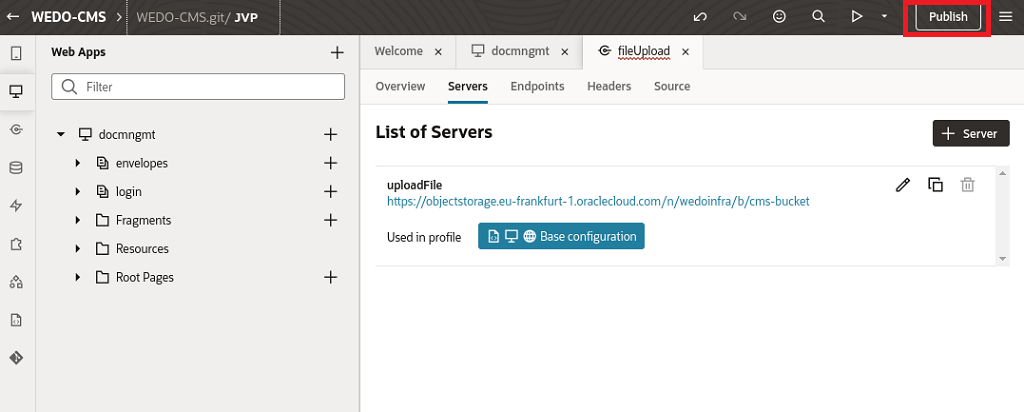 WEDO-CMS WEDO-CMS.git/ JVP Publish
Web Apps
Filter
docmngmt
envelopes
login
Fragments
Resources
Root Pages
Welcome docmngmt fileUpload
Overview Servers Endpoints Headers Source
List of Servers
Server
uploadFile
https://objectstorage.eu-frankfurt-1.oraclecloud.com/n/wedoinfra/b/cms-bucket
Used in profile Base configuration